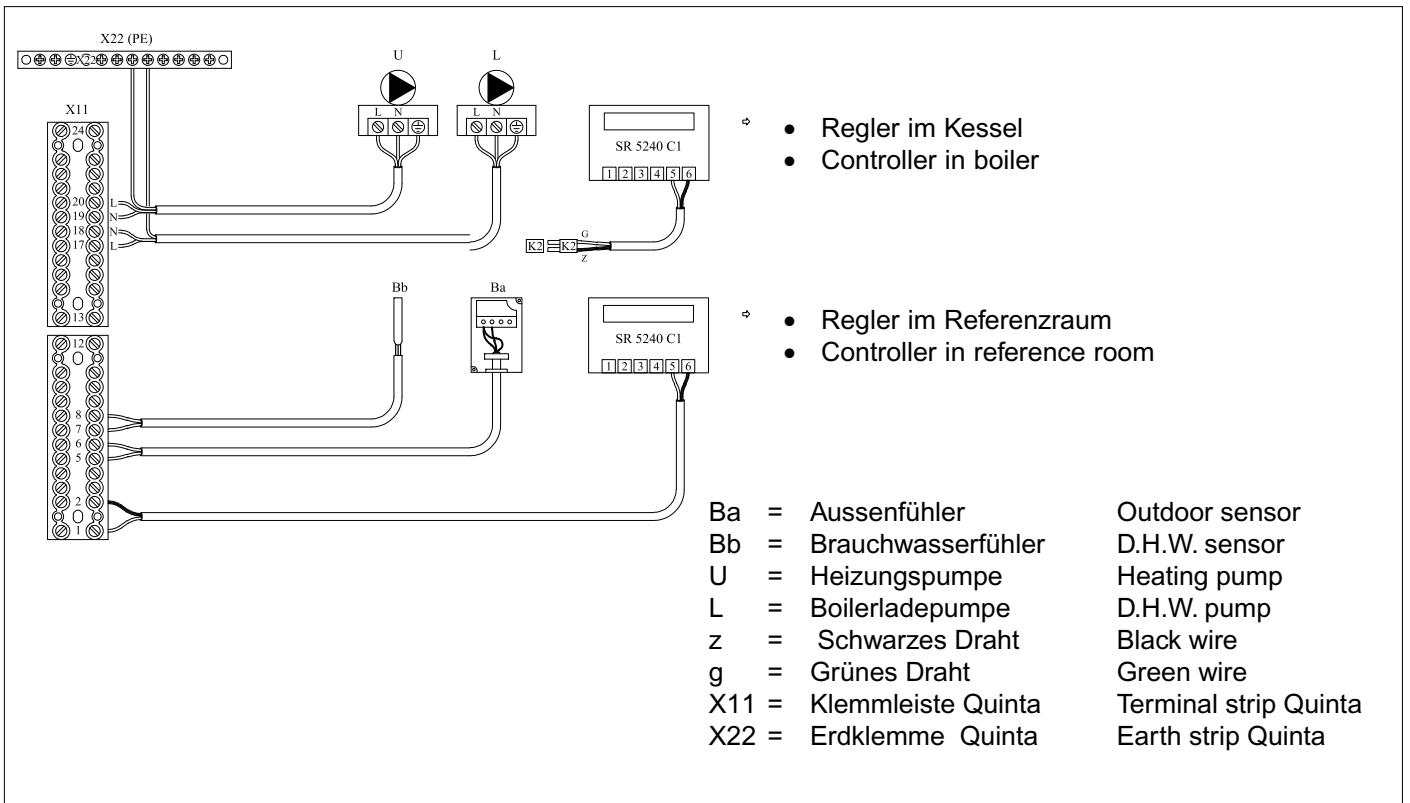 X22 (PE)
X22
U
L
L N
L N
X11
24
20
19
18
17
13
L
N
N
L
SR 5240 C1
1 2 3 4 5 6
G
K2 K2
Z
• Regler im Kessel
• Controller in boiler
Bb
Ba
SR 5240 C1
1 2 3 4 5 6
• Regler im Referenzraum
• Controller in reference room
12
8
7
6
5
2
1
Ba = Aussenfühler Outdoor sensor
Bb = Brauchwasserfühler D.H.W. sensor
U = Heizungspumpe Heating pump
L = Boilerladepumpe D.H.W. pump
z = Schwarzes Draht Black wire
g = Grünes Draht Green wire
X11 = Klemmleiste Quinta Terminal strip Quinta
X22 = Erdklemme Quinta Earth strip Quinta